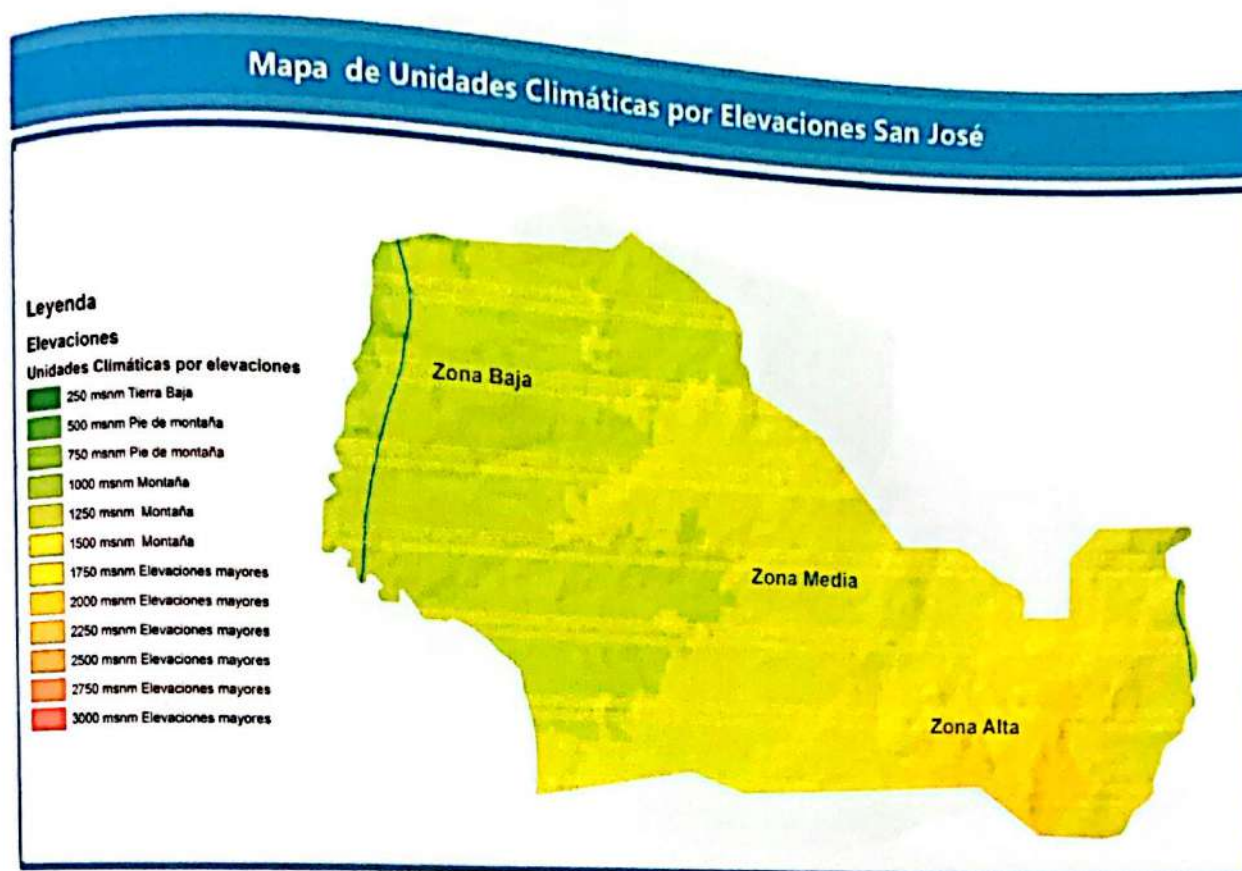 Mapa de Unidades Climáticas por Elevaciones San José
Leyenda
Elevaciones
Unidades Climáticas por elevaciones
250 msnm Tierra Baja
500 msnm Pie de montaña
750 msnm Pie de montaña
1000 msnm Montaña
1250 msnm Montaña
1500 msnm Montaña
1750 msnm Elevaciones mayores
2000 msnm Elevaciones mayores
2250 msnm Elevaciones mayores
2500 msnm Elevaciones mayores
2750 msnm Elevaciones mayores
3000 msnm Elevaciones mayores
Zona Baja
Zona Media
Zona Alta